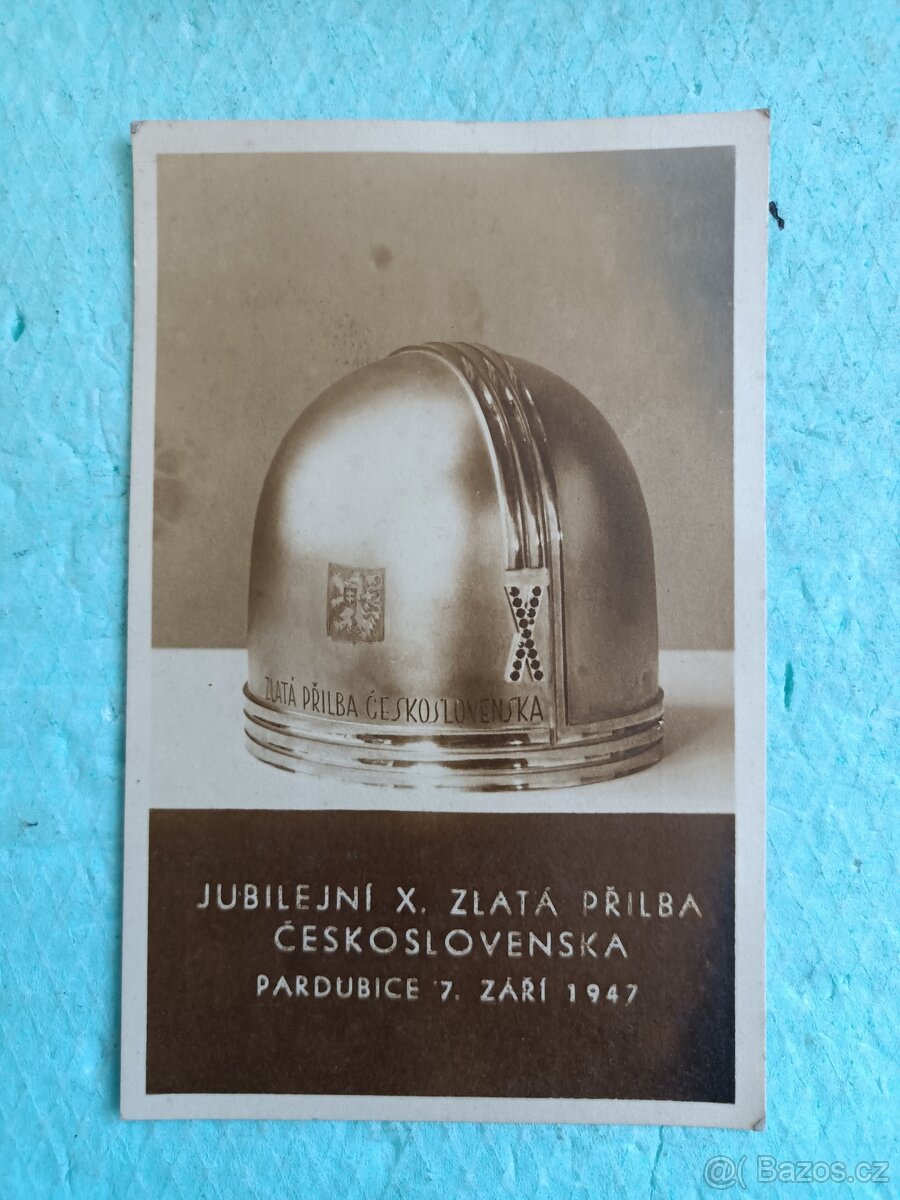 X
ZLATÁ PŘILBA ČESKOSLOVENSKA
JUBILEJNÍ X. ZLATÁ PŘILBA
ČESKOSLOVENSKA
PARDUBICE 7. ZÁŘÍ 1947
@( Bazos.cz